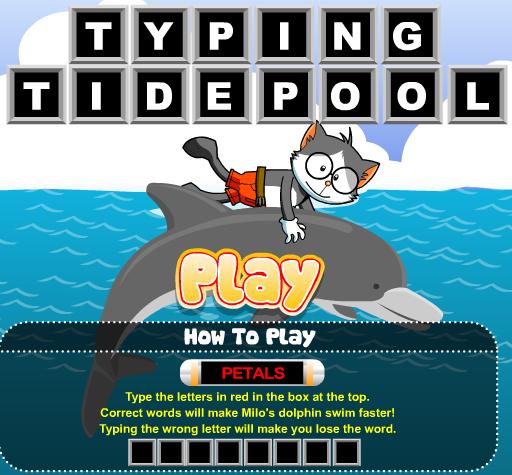 TYPING
TIDEPOOL
Play
How To Play
PETALS
Type the letters in red in the box at the top.
Correct words will make Milo's dolphin swim faster!
Typing the wrong letter will make you lose the word.